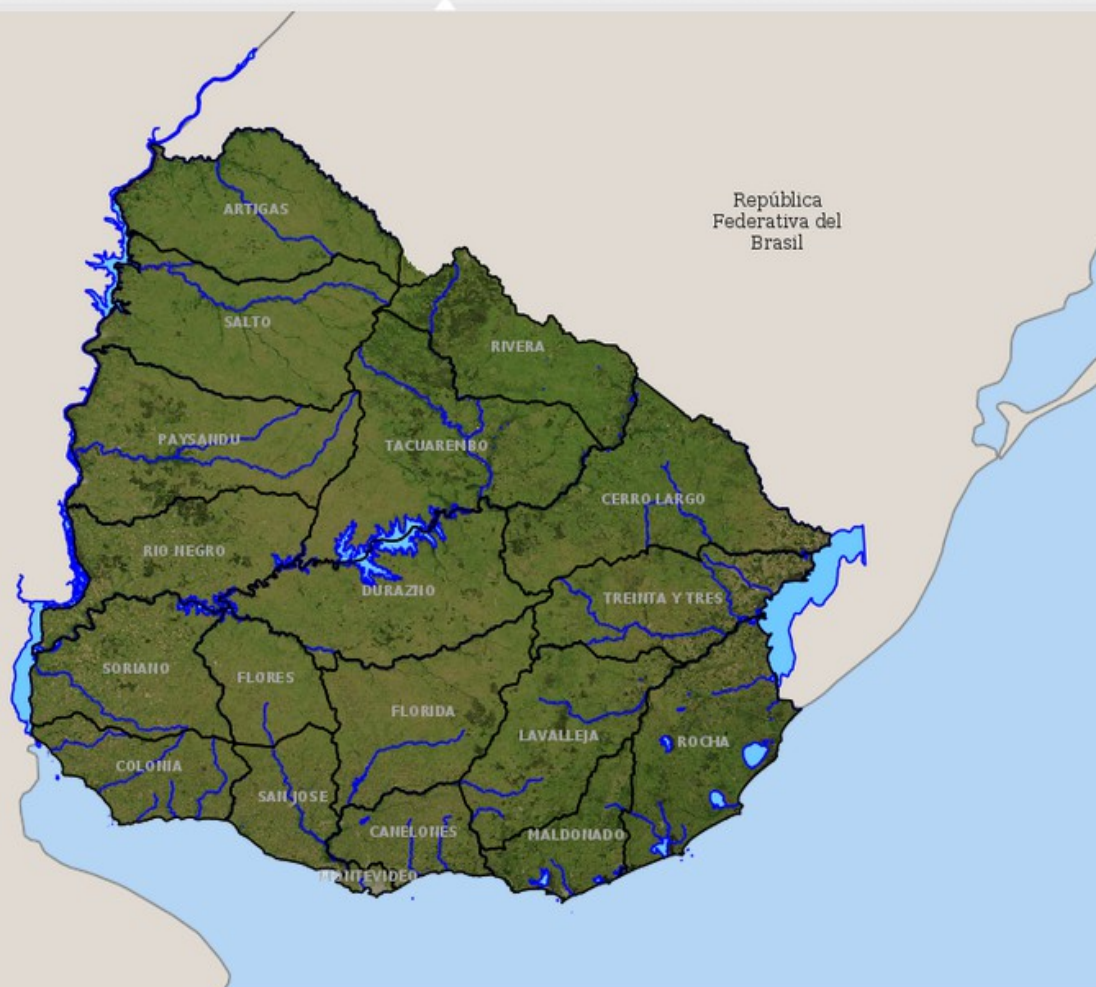 República
Federativa del
Brasil
ARTIGAS
SALTO
RIVERA
PAYSANDU
TACUAREMBO
CERRO LARGO
RIO NEGRO
DURAZNO
TREINTA Y TRES
SORIANO
FLORES
FLORIDA
LAVALLEJA
ROCHA
COLONIA
SAN JOSE
CANELONES
MALDONADO
MONTEVIDEO